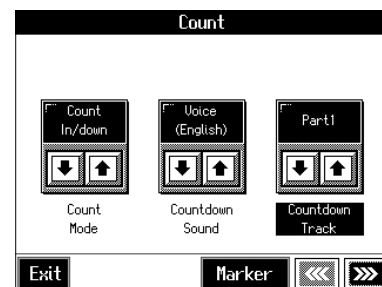 Count
Count
In/down
Voice
(English)
Part1
Count
Mode
Countdown
Sound
Countdown
Track
Exit
Marker